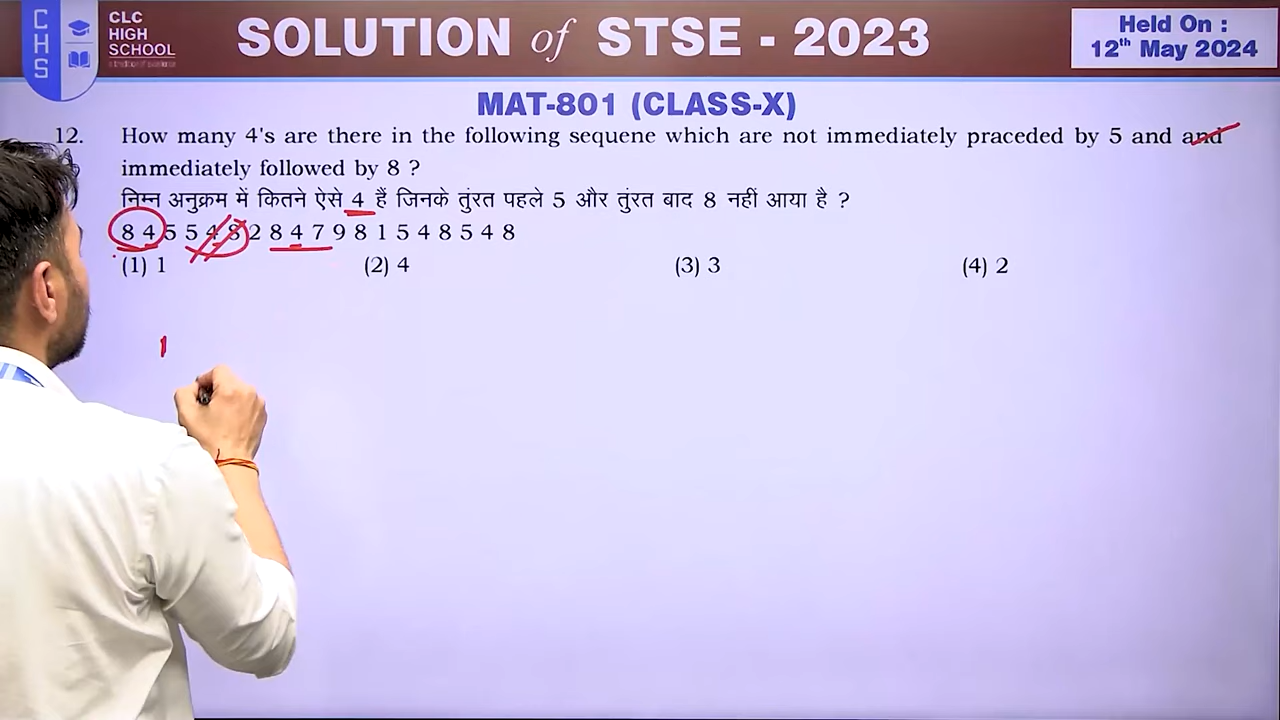 CHS
CLC
HIGH
SCHOOL
SOLUTION of STSE - 2023
Held On :
12th May 2024
MAT-801 (CLASS-X)
12. How many 4's are there in the following sequene which are not immediately praceded by 5 and and
immediately followed by 8 ?
निम्न अनुक्रम में कितने ऐसे 4 हैं जिनके तुंरत पहले 5 और तुंरत बाद 8 नहीं आया है ?
8 4 5 5 4 8 2 8 4 7 9 8 1 5 4 8 5 4 8
(1) 1 (2) 4 (3) 3 (4) 2
1